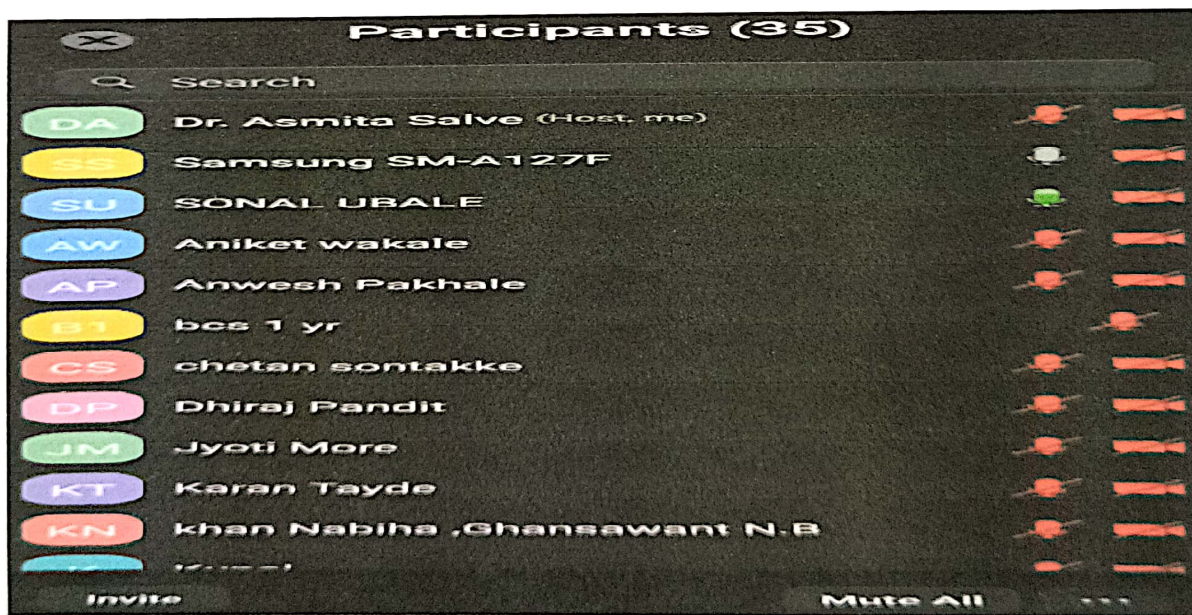 Participants (35)
Search
DA Dr. Asmita Salve (Host, me)
SS Samsung SM-A127F
SU SONAL UBALE
AW Aniket wakale
AP Anwesh Pakhale
B1 bcs 1 yr
CS chetan sontakke
DP Dhiraj Pandit
JM Jyoti More
KT Karan Tayde
KN khan Nabiha ,Ghansawant N.B
Invite Mute All ...